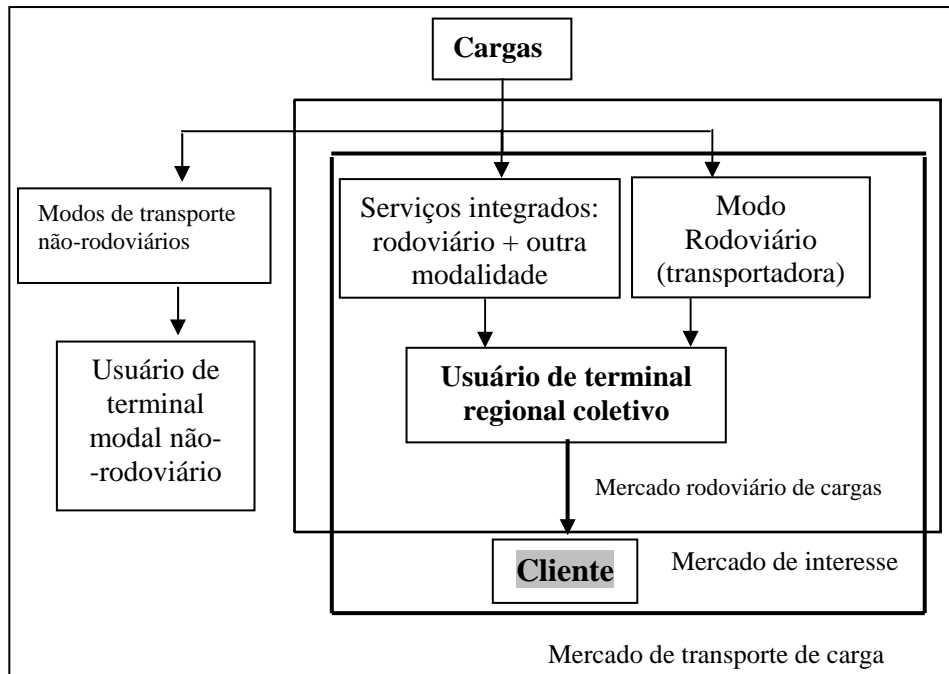 Cargas
Modos de transporte
não-rodoviários
Serviços integrados:
rodoviário + outra
modalidade
Modo
Rodoviário
(transportadora)
Usuário de
terminal
modal não-
-rodoviário
Usuário de terminal
regional coletivo
Mercado rodoviário de cargas
Cliente
Mercado de interesse
Mercado de transporte de carga